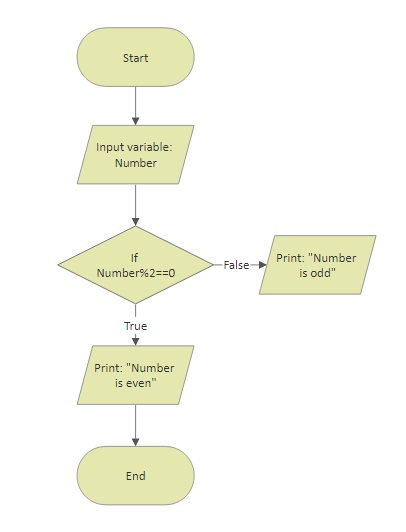 Start
Input variable:
Number
If
Number%2==0
False
Print: "Number
is odd"
True
Print: "Number
is even"
End